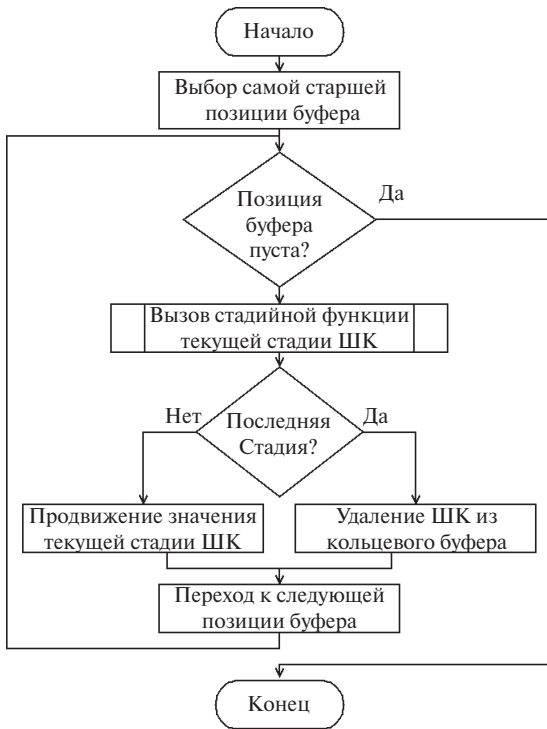 Начало
Выбор самой старшей
позиции буфера
Да
Позиция
буфера
пуста?
Вызов стадийной функции
текущей стадии ШК
Нет
Да
Последняя
Стадия?
Продвижение значения
текущей стадии ШК
Удаление ШК из
кольцевого буфера
Переход к следующей
позиции буфера
Конец